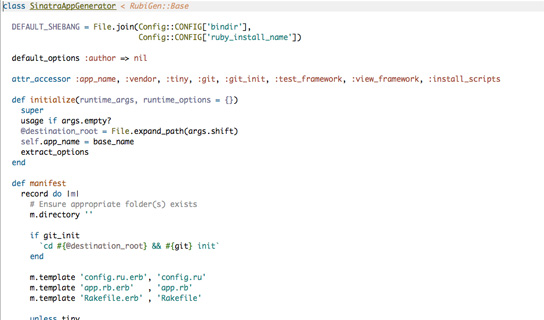 class SinatraAppGenerator < RubiGen::Base
DEFAULT_SHEBANG = File.join(Config::CONFIG['bindir'],
Config::CONFIG['ruby_install_name'])
default_options :author => nil
attr_accessor :app_name, :vendor, :tiny, :git, :git_init, :test_framework, :view_framework, :install_scripts
def initialize(runtime_args, runtime_options = {})
super
usage if args.empty?
@destination_root = File.expand_path(args.shift)
self.app_name = base_name
extract_options
end
def manifest
record do |m|
# Ensure appropriate folder(s) exists
m.directory ''
if git_init
`cd #{@destination_root} && #{git} init`
end
m.template 'config.ru.erb', 'config.ru'
m.template 'app.rb.erb' , 'app.rb'
m.template 'Rakefile.erb' , 'Rakefile'
unless tiny